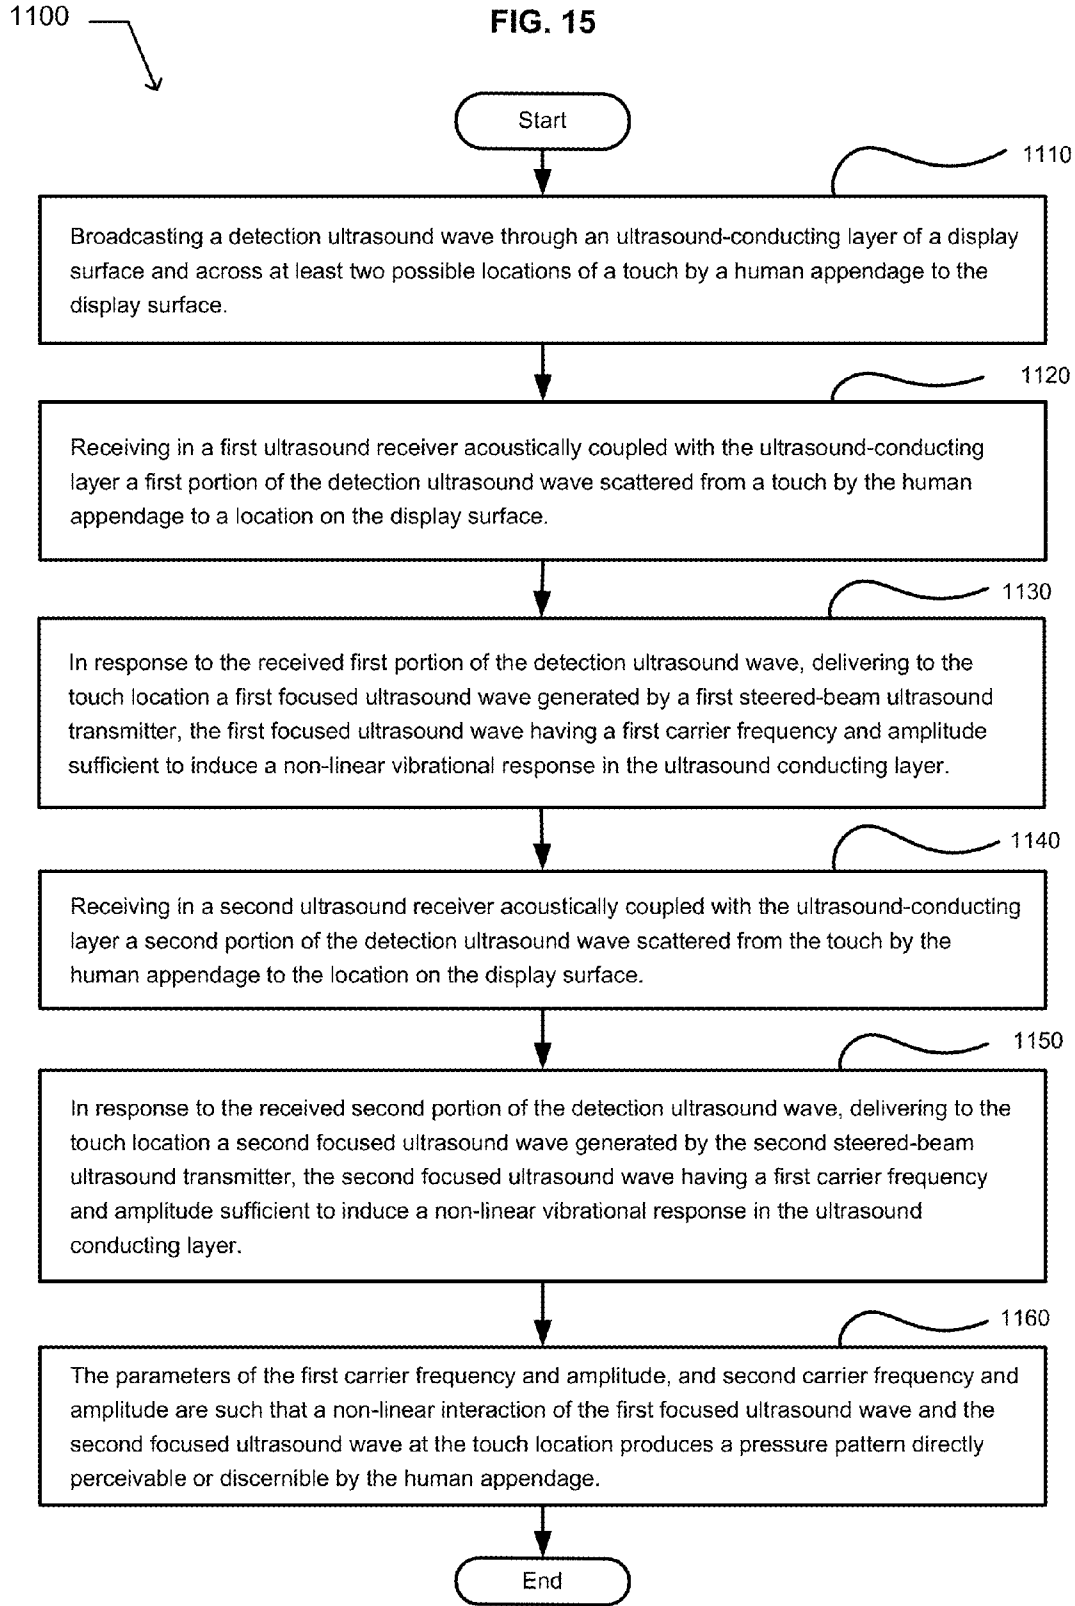 1100
FIG. 15
Start
1110
Broadcasting a detection ultrasound wave through an ultrasound-conducting layer of a display
surface and across at least two possible locations of a touch by a human appendage to the
display surface.
1120
Receiving in a first ultrasound receiver acoustically coupled with the ultrasound-conducting
layer a first portion of the detection ultrasound wave scattered from a touch by the human
appendage to a location on the display surface.
1130
In response to the received first portion of the detection ultrasound wave, delivering to the
touch location a first focused ultrasound wave generated by a first steered-beam ultrasound
transmitter, the first focused ultrasound wave having a first carrier frequency and amplitude
sufficient to induce a non-linear vibrational response in the ultrasound conducting layer.
1140
Receiving in a second ultrasound receiver acoustically coupled with the ultrasound-conducting
layer a second portion of the detection ultrasound wave scattered from the touch by the
human appendage to the location on the display surface.
1150
In response to the received second portion of the detection ultrasound wave, delivering to the
touch location a second focused ultrasound wave generated by the second steered-beam
ultrasound transmitter, the second focused ultrasound wave having a first carrier frequency
and amplitude sufficient to induce a non-linear vibrational response in the ultrasound
conducting layer.
1160
The parameters of the first carrier frequency and amplitude, and second carrier frequency and
amplitude are such that a non-linear interaction of the first focused ultrasound wave and the
second focused ultrasound wave at the touch location produces a pressure pattern directly
perceivable or discernible by the human appendage.
End